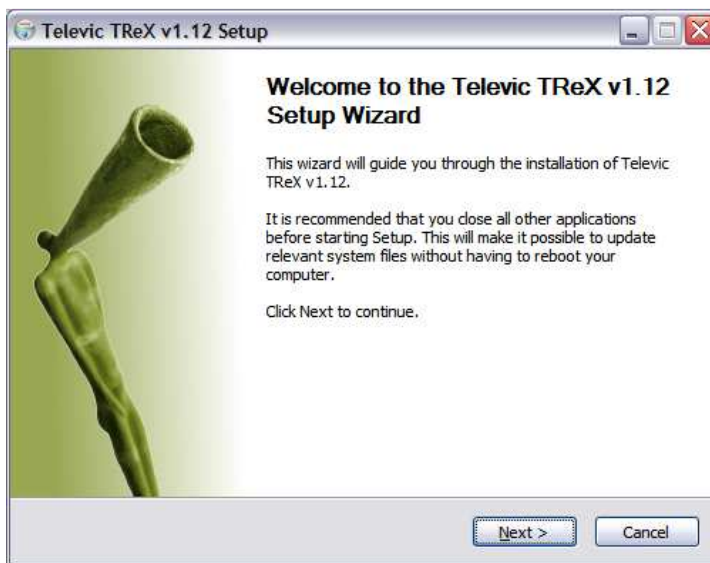 Televic TReX v1.12 Setup
Welcome to the Televic TReX v1.12
Setup Wizard
This wizard will guide you through the installation of Televic
TReX v1.12.
It is recommended that you close all other applications
before starting Setup. This will make it possible to update
relevant system files without having to reboot your
computer.
Click Next to continue.
Next >
Cancel